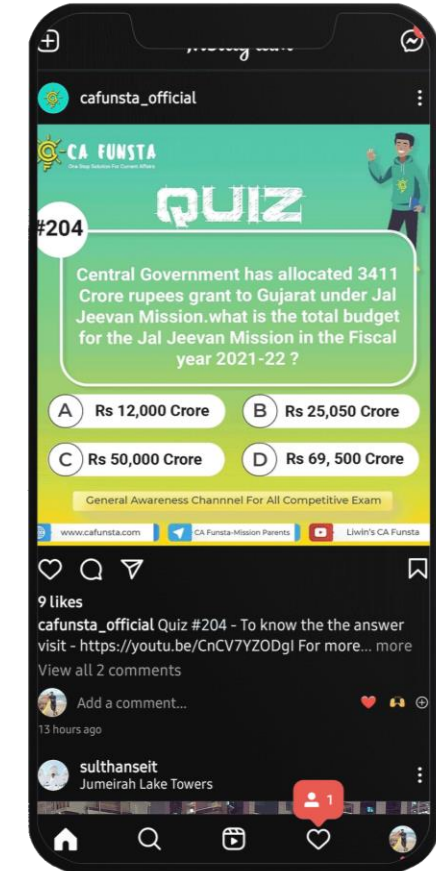 cafunsta_official
CA FUNSTA
One Stop Solution For Current Affairs
QUIZ
#204
Central Government has allocated 3411
Crore rupees grant to Gujarat under Jal
Jeevan Mission.what is the total budget
for the Jal Jeevan Mission in the Fiscal
year 2021-22 ?
A Rs 12,000 Crore
B Rs 25,050 Crore
C Rs 50,000 Crore
D Rs 69, 500 Crore
General Awareness Channnel For All Competitive Exam
www.cafunsta.com
CA Funsta-Mission Parents
Liwin's CA Funsta
9 likes
cafunsta_official Quiz #204 - To know the the answer
visit - https://youtu.be/CnCV7YZODgI For more... more
View all 2 comments
Add a comment...
13 hours ago
sulthanseit
Jumeirah Lake Towers
1